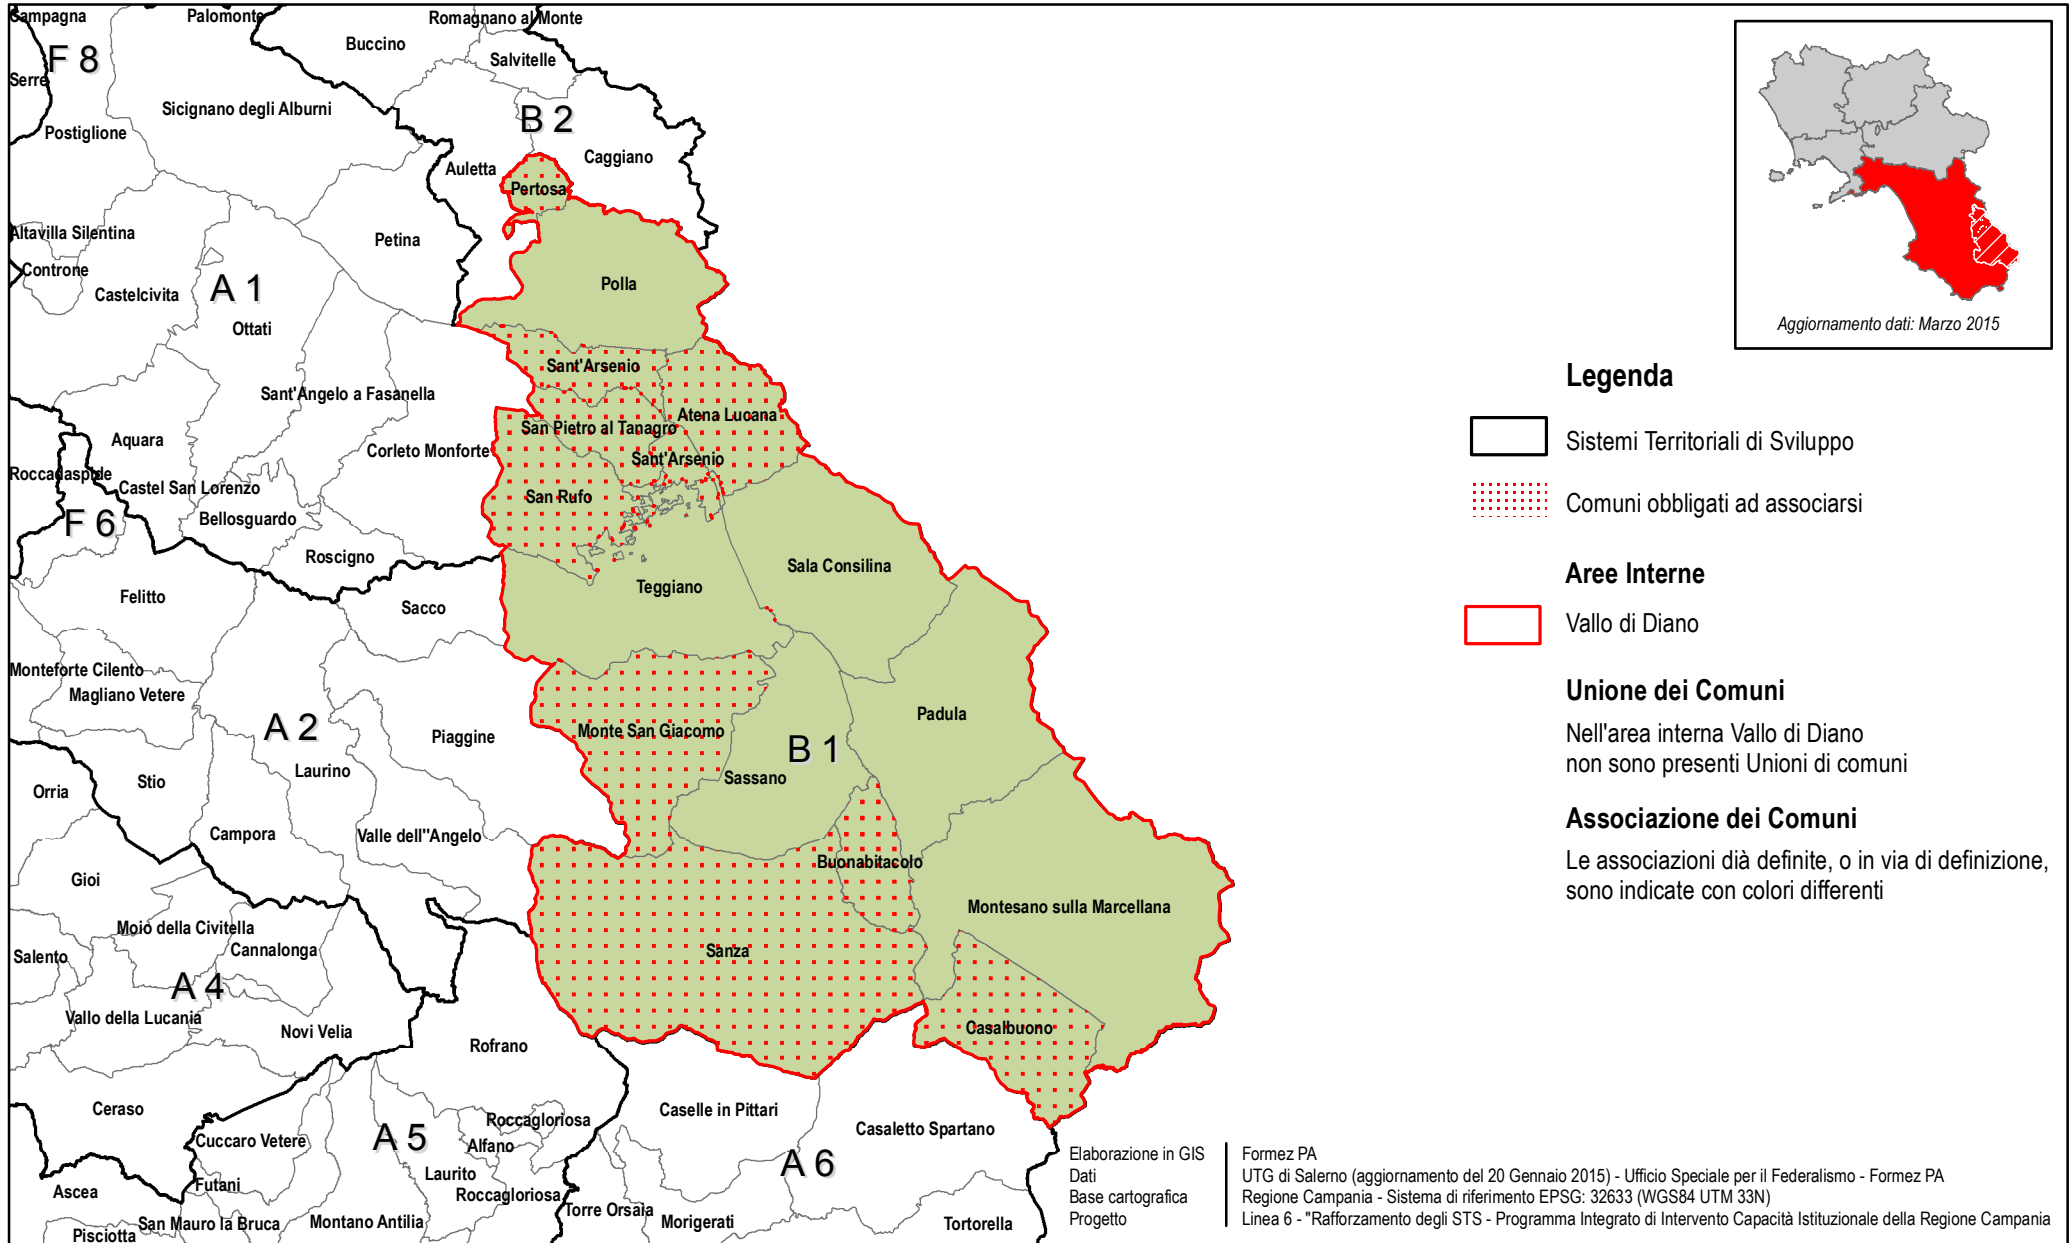 Campagna
Palomonte
Romagnano al Monte
Buccino
Salvitelle
F 8
Serre
Sicignano degli Alburni
B 2
Postiglione
Caggiano
Auletta
Pertosa
Altavilla Silentina
Petina
Controne
Castelcivita
A 1
Polla
Ottati
Sant'Arsenio
Sant'Angelo a Fasanella
Atena Lucana
San Pietro al Tanagro
Aquara
Corleto Monforte
Sant'Arsenio
Roccadaspide
Castel San Lorenzo
San Rufo
F 6
Bellosguardo
Roscigno
Sala Consilina
Teggiano
Felitto
Sacco
Monteforte Cilento
Magliano Vetere
A 2
Piaggine
Monte San Giacomo
Padula
B 1
Laurino
Sassano
Stio
Orria
Campora
Valle dell''Angelo
Buonabitacolo
Gioi
Montesano sulla Marcellana
Moio della Civitella
Cannalonga
Sanza
Salento
A 4
Vallo della Lucania
Novi Velia
Casalbuono
Rofrano
Ceraso
Caselle in Pittari
Roccagloriosa
Casaletto Spartano
Cuccaro Vetere
A 5
Alfano
A 6
Laurito
Futani
Ascea
Roccagloriosa
Torre Orsaia
San Mauro la Bruca
Montano Antilia
Morigerati
Tortorella
Pisciotta
Aggiornamento dati: Marzo 2015
Legenda
Sistemi Territoriali di Sviluppo
Comuni obbligati ad associarsi
Aree Interne
Vallo di Diano
Unione dei Comuni
Nell'area interna Vallo di Diano
non sono presenti Unioni di comuni
Associazione dei Comuni
Le associazioni dià definite, o in via di definizione,
sono indicate con colori differenti
Elaborazione in GIS Formez PA
Dati UTG di Salerno (aggiornamento del 20 Gennaio 2015) - Ufficio Speciale per il Federalismo - Formez PA
Base cartografica Regione Campania - Sistema di riferimento EPSG: 32633 (WGS84 UTM 33N)
Progetto Linea 6 - "Rafforzamento degli STS - Programma Integrato di Intervento Capacità Istituzionale della Regione Campania